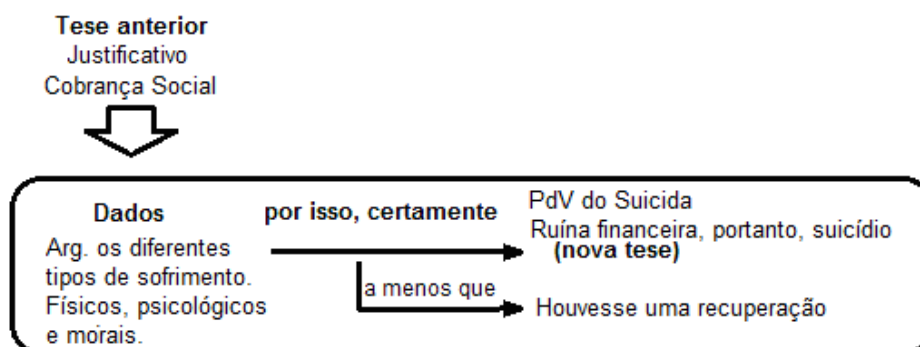 Tese anterior
Justificativo
Cobrança Social
Dados
Arg. os diferentes
tipos de sofrimento.
Físicos, psicológicos
e morais.
por isso, certamente
PdV do Suicida
Ruína financeira, portanto, suicídio
(nova tese)
a menos que
Houvesse uma recuperação